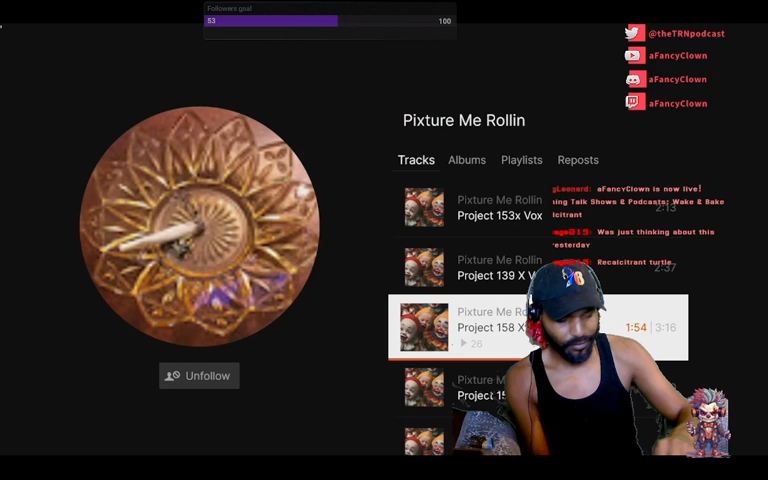 Followers goal
53
100
@theTRNpodcast
aFancyClown
aFancyClown
aFancyClown
Pixture Me Rollin
Tracks Albums Playlists Reposts
Pixture Me Rollin
Project 153x Vox
2:13
Pixture Me Rollin
Project 139 X
2:37
Pixture Me
Project 158 X
26
1:54 | 3:16
Pixture
Project
Unfollow
aFancyClown is now live!
Talk Shows & Podcasts: Wake & Bake
Was just thinking about this
Recalcitrant turtle